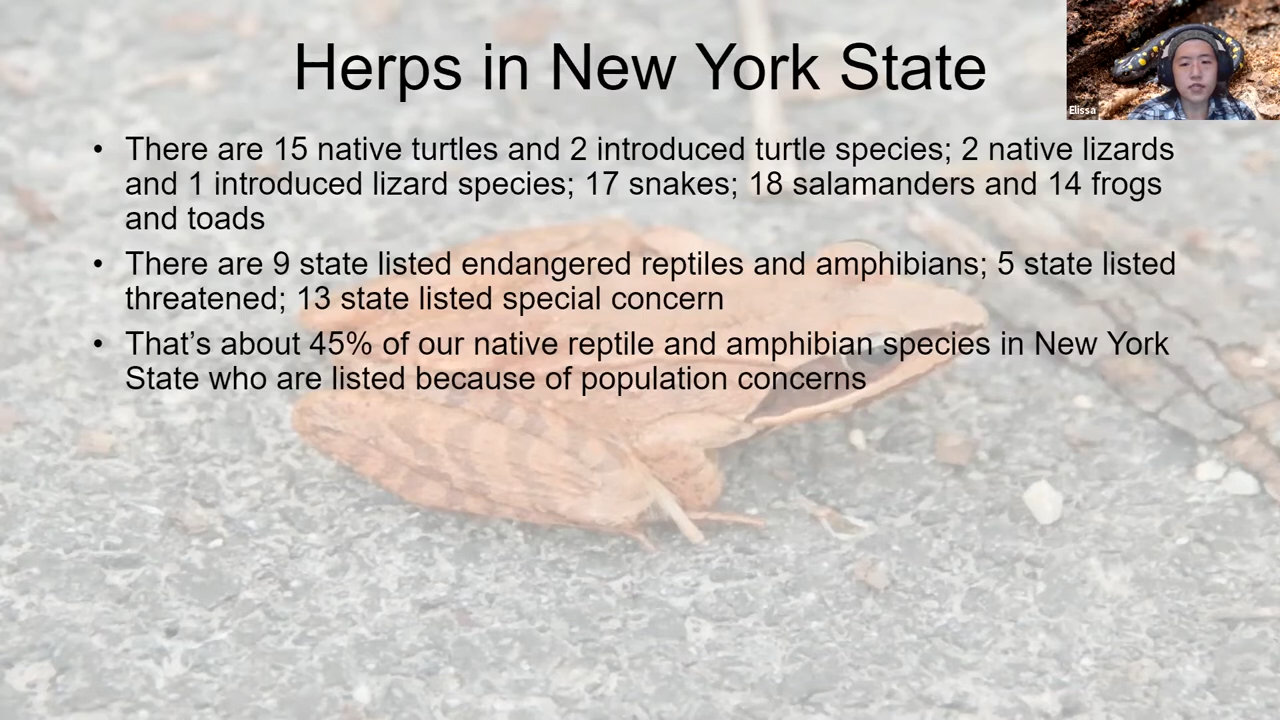 Herps in New York State
Elissa
• There are 15 native turtles and 2 introduced turtle species; 2 native lizards
and 1 introduced lizard species; 17 snakes; 18 salamanders and 14 frogs
and toads
• There are 9 state listed endangered reptiles and amphibians; 5 state listed
threatened; 13 state listed special concern
• That’s about 45% of our native reptile and amphibian species in New York
State who are listed because of population concerns